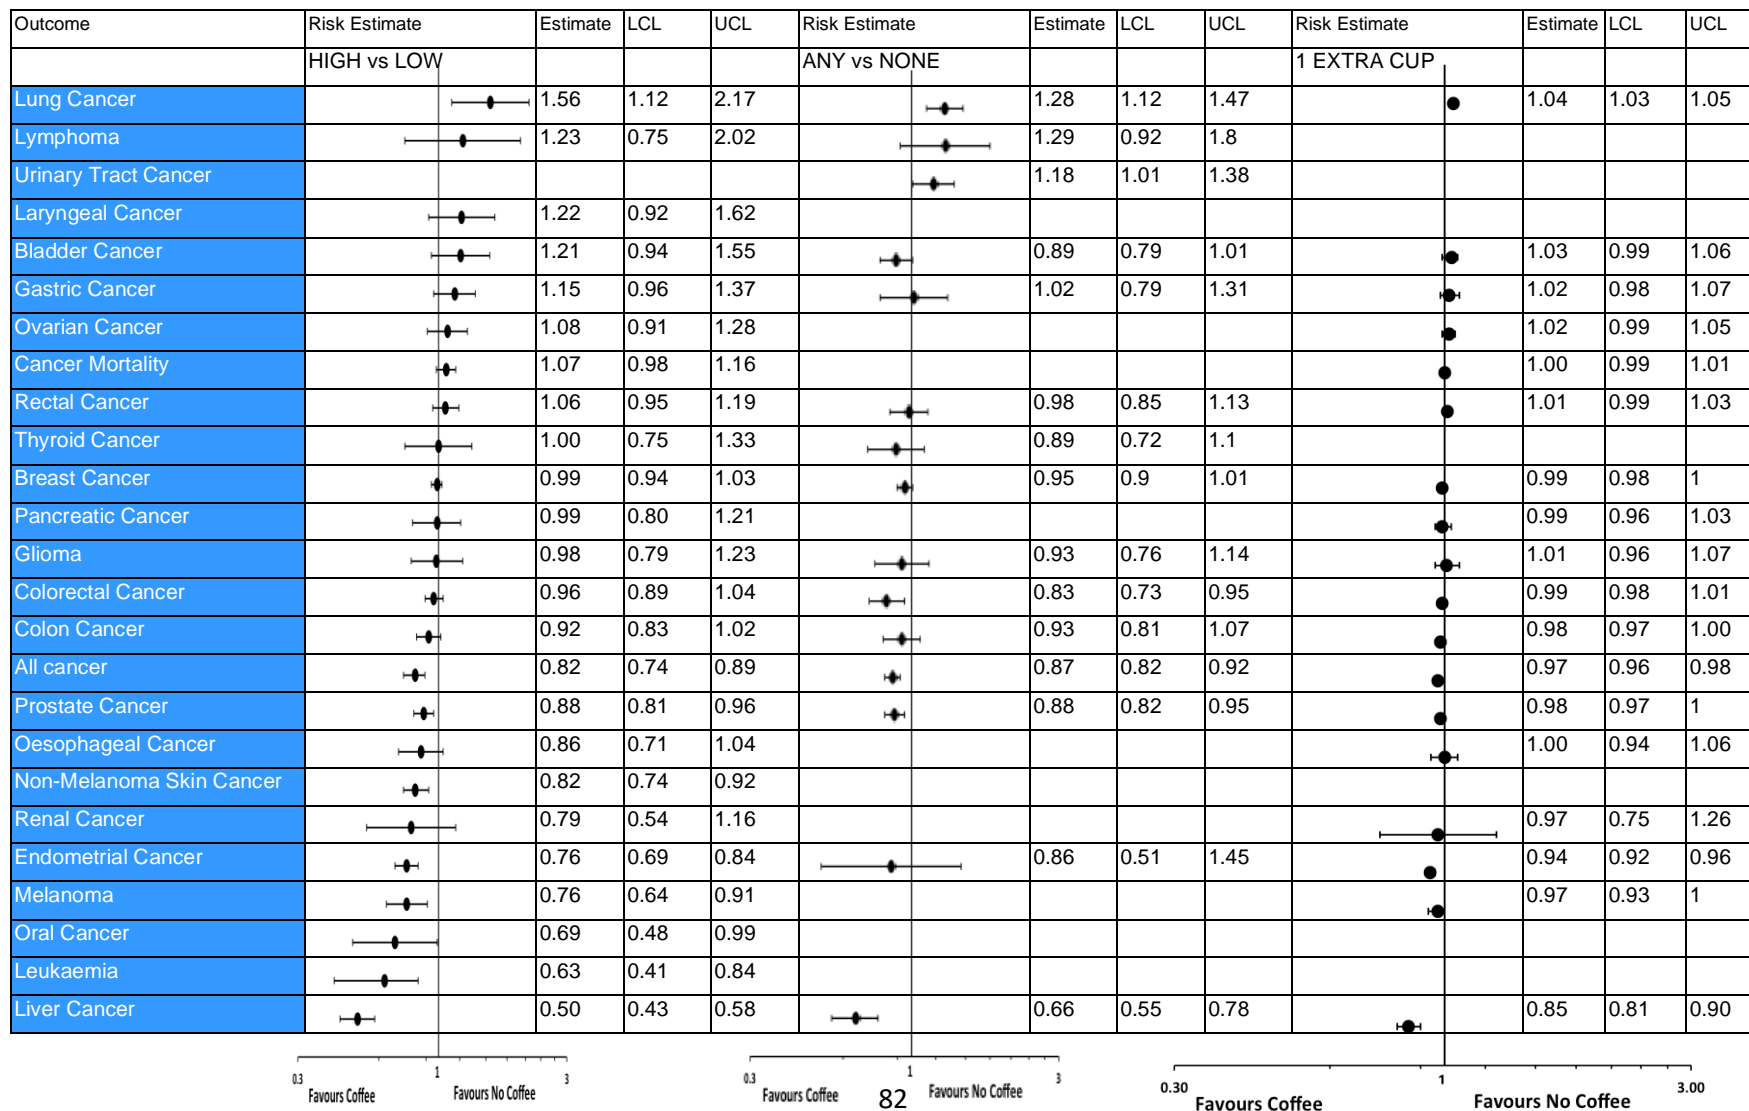 Outcome Risk Estimate Estimate LCL UCL Risk Estimate Estimate LCL UCL Risk Estimate Estimate LCL UCL
HIGH vs LOW ANY vs NONE 1 EXTRA CUP
Lung Cancer 1.56 1.12 2.17 1.28 1.12 1.47 1.04 1.03 1.05
Lymphoma 1.23 0.75 2.02 1.29 0.92 1.8
Urinary Tract Cancer 1.18 1.01 1.38
Laryngeal Cancer 1.22 0.92 1.62
Bladder Cancer 1.21 0.94 1.55 0.89 0.79 1.01 1.03 0.99 1.06
Gastric Cancer 1.15 0.96 1.37 1.02 0.79 1.31 1.02 0.98 1.07
Ovarian Cancer 1.08 0.91 1.28 1.02 0.99 1.05
Cancer Mortality 1.07 0.98 1.16 1.00 0.99 1.01
Rectal Cancer 1.06 0.95 1.19 0.98 0.85 1.13 1.01 0.99 1.03
Thyroid Cancer 1.00 0.75 1.33 0.89 0.72 1.1
Breast Cancer 0.99 0.94 1.03 0.95 0.9 1.01 0.99 0.98 1
Pancreatic Cancer 0.99 0.80 1.21 0.99 0.96 1.03
Glioma 0.98 0.79 1.23 0.93 0.76 1.14 1.01 0.96 1.07
Colorectal Cancer 0.96 0.89 1.04 0.83 0.73 0.95 0.99 0.98 1.01
Colon Cancer 0.92 0.83 1.02 0.93 0.81 1.07 0.98 0.97 1.00
All cancer 0.82 0.74 0.89 0.87 0.82 0.92 0.97 0.96 0.98
Prostate Cancer 0.88 0.81 0.96 0.88 0.82 0.95 0.98 0.97 1
Oesophageal Cancer 0.86 0.71 1.04 1.00 0.94 1.06
Non-Melanoma Skin Cancer 0.82 0.74 0.92
Renal Cancer 0.79 0.54 1.16 0.97 0.75 1.26
Endometrial Cancer 0.76 0.69 0.84 0.86 0.51 1.45 0.94 0.92 0.96
Melanoma 0.76 0.64 0.91 0.97 0.93 1
Oral Cancer 0.69 0.48 0.99
Leukaemia 0.63 0.41 0.84
Liver Cancer 0.50 0.43 0.58 0.66 0.55 0.78 0.85 0.81 0.90
0.3 1 3 0.3 1 3 0.30 1 3.00
Favours Coffee Favours No Coffee Favours Coffee 82 Favours No Coffee Favours Coffee Favours No Coffee